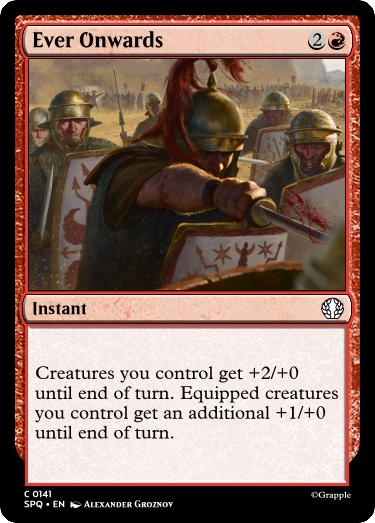 Ever Onwards 2
Instant
Creatures you control get +2/+0
until end of turn. Equipped creatures
you control get an additional +1/+0
until end of turn.
C 0141
SPQ • EN Alexander Groznov
©Grapple